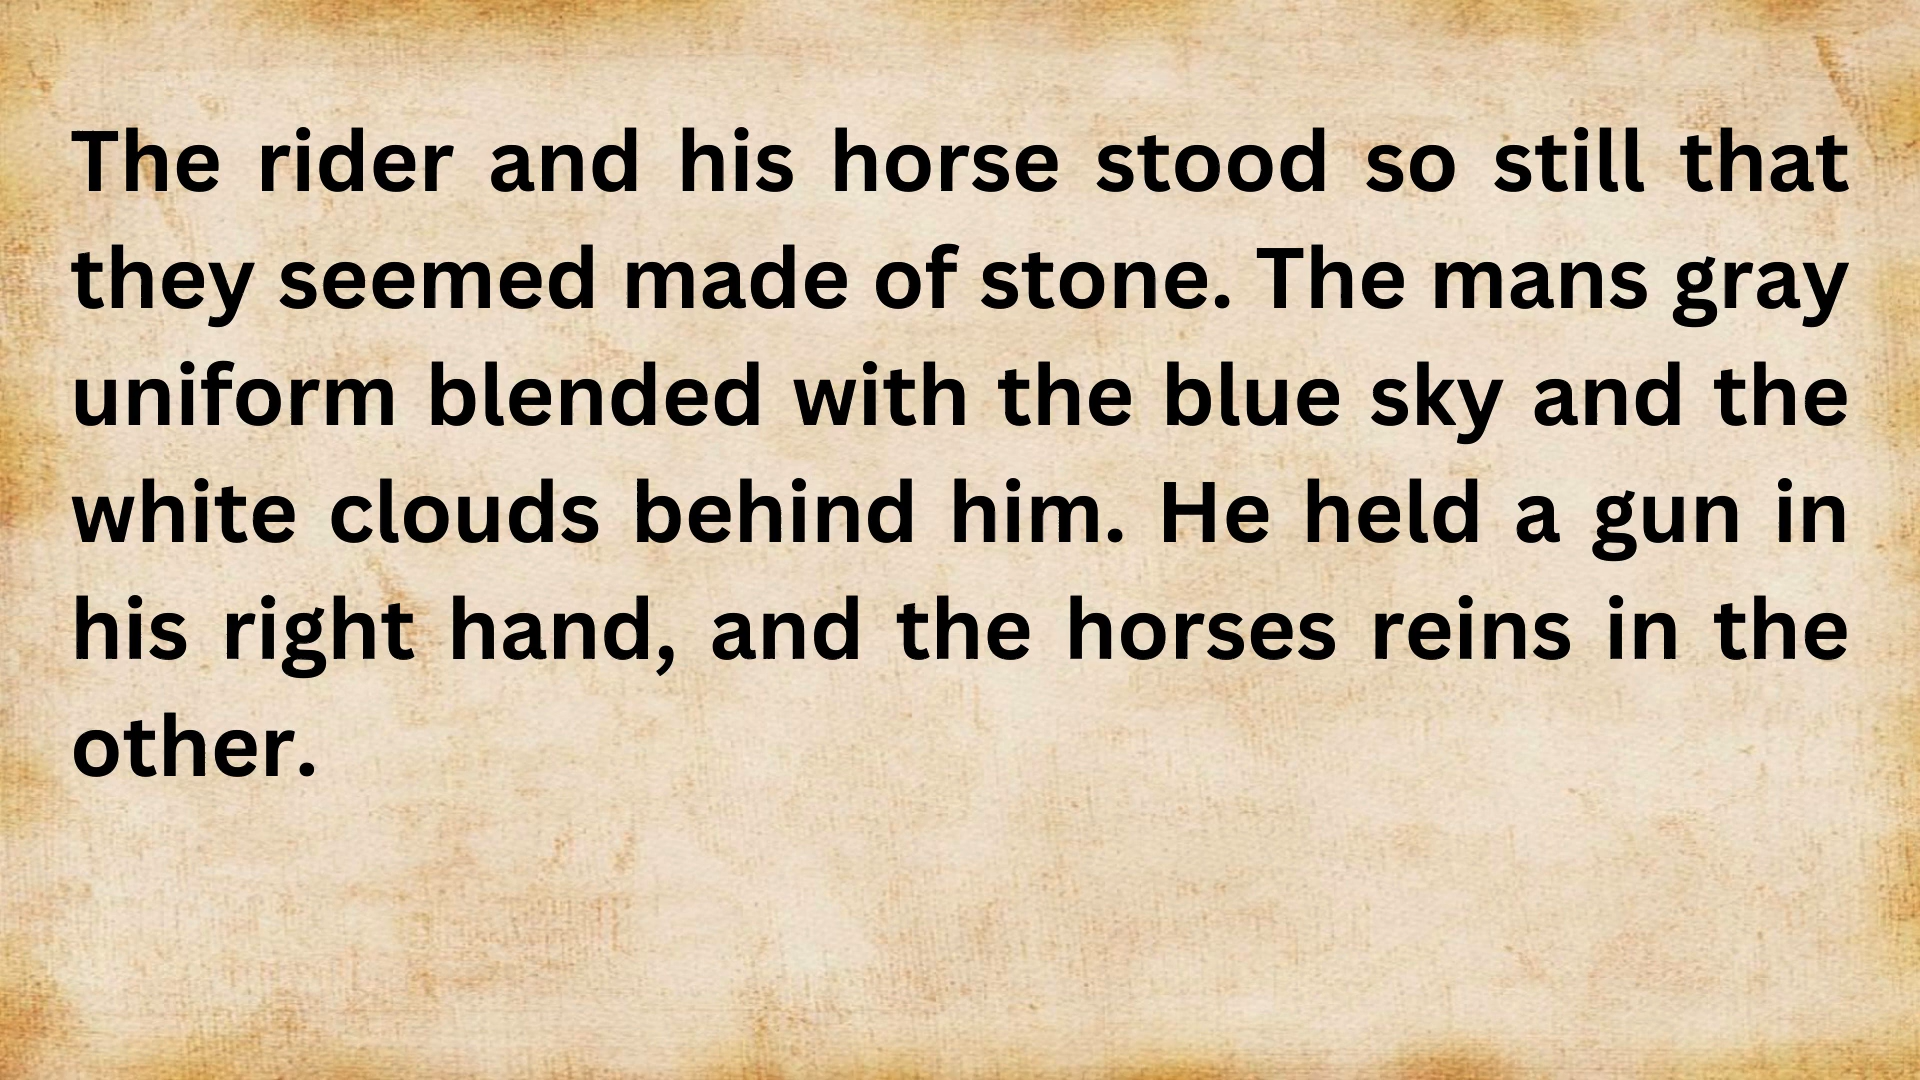 The rider and his horse stood so still that
they seemed made of stone. The mans gray
uniform blended with the blue sky and the
white clouds behind him. He held a gun in
his right hand, and the horses reins in the
other.